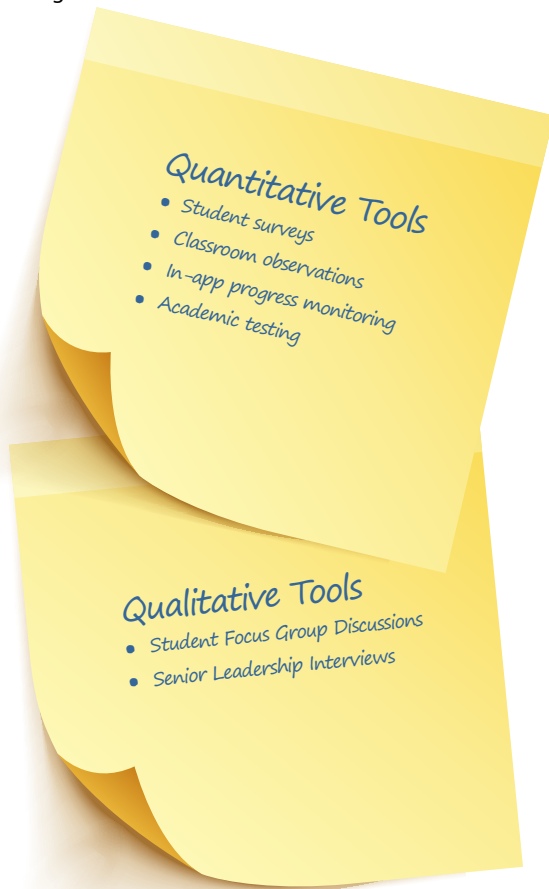 Quantitative Tools
• Student surveys
• Classroom observations
• In-app progress monitoring
• Academic testing
Qualitative Tools
• Student Focus Group Discussions
• Senior Leadership Interviews